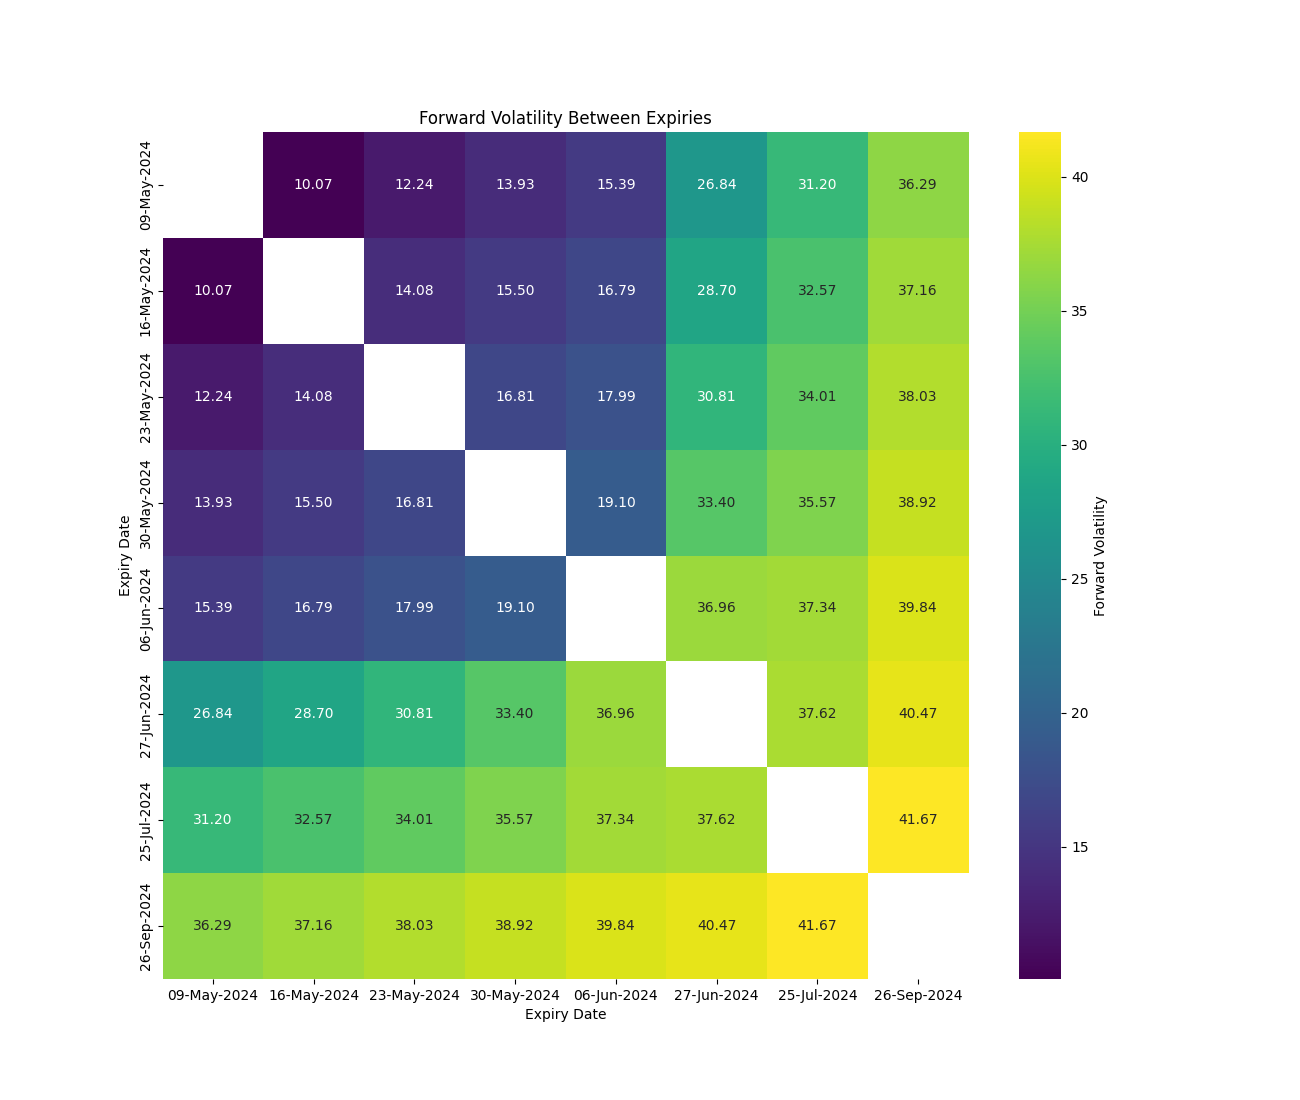 Forward Volatility Between Expiries
09-May-2024 10.07 12.24 13.93 15.39 26.84 31.20 36.29
16-May-2024 10.07 14.08 15.50 16.79 28.70 32.57 37.16
23-May-2024 12.24 14.08 16.81 17.99 30.81 34.01 38.03
30-May-2024 13.93 15.50 16.81 19.10 33.40 35.57 38.92
06-Jun-2024 15.39 16.79 17.99 19.10 36.96 37.34 39.84
27-Jun-2024 26.84 28.70 30.81 33.40 36.96 37.62 40.47
25-Jul-2024 31.20 32.57 34.01 35.57 37.34 37.62 41.67
26-Sep-2024 36.29 37.16 38.03 38.92 39.84 40.47 41.67
09-May-2024 16-May-2024 23-May-2024 30-May-2024 06-Jun-2024 27-Jun-2024 25-Jul-2024 26-Sep-2024
Expiry Date
Expiry Date
40
35
30
25
20
15
Forward Volatility